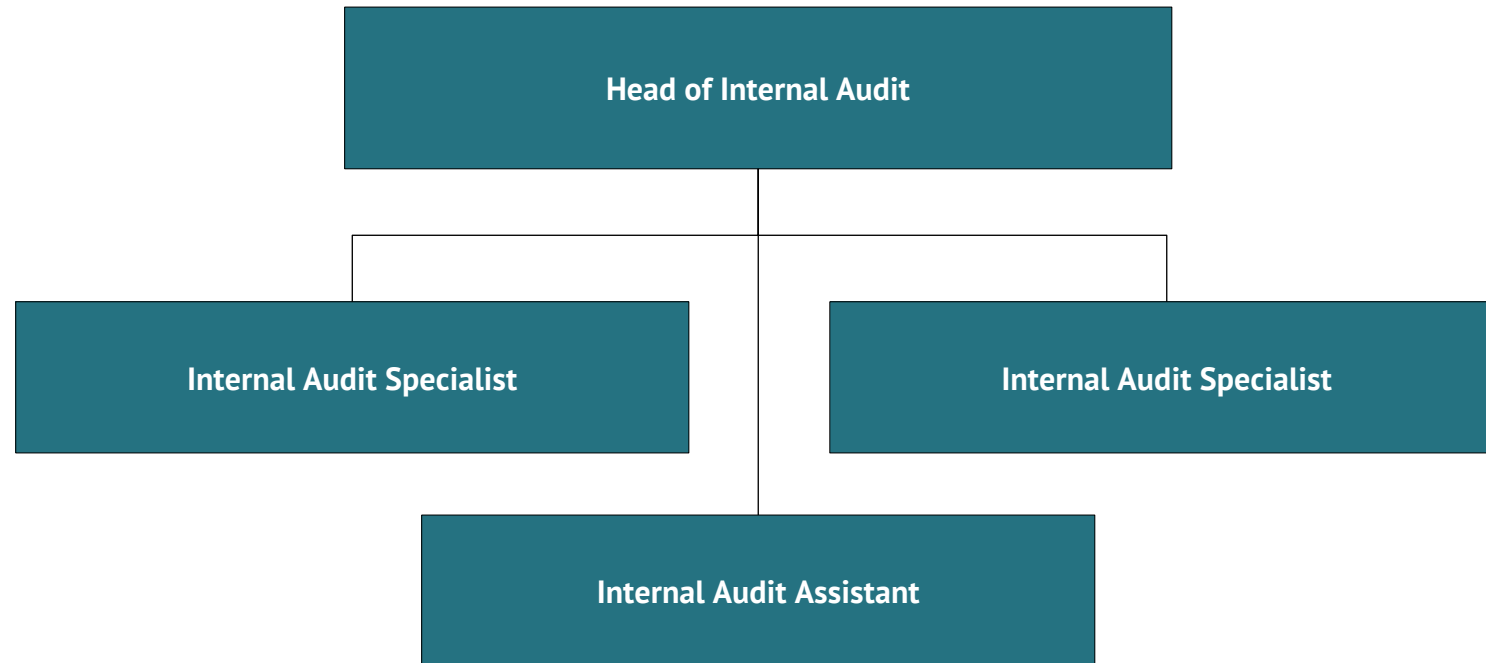 Head of Internal Audit
Internal Audit Specialist
Internal Audit Specialist
Internal Audit Assistant